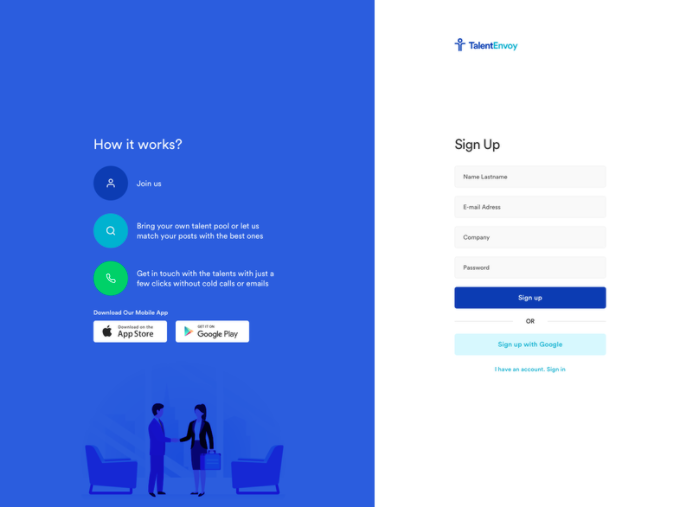 How it works?
Join us
Bring your own talent pool or let us
match your posts with the best ones
Get in touch with the talents with just a
few clicks without cold calls or emails
Download Our Mobile App
Download on the
App Store
GET IT ON
Google Play
TalentEnvoy
Sign Up
Name Lastname
E-mail Adress
Company
Password
Sign up
OR
Sign up with Google
I have an account. Sign in